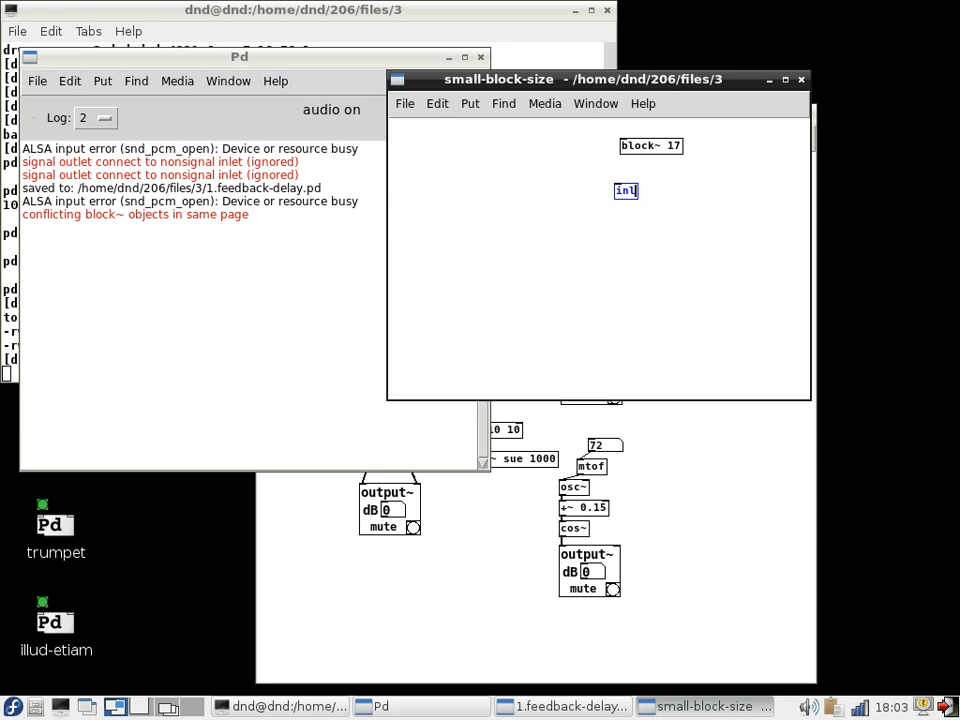 dnd@dnd:/home/dnd/206/files/3
File Edit Tabs Help
Pd
File Edit Put Find Media Window Help
Log: 2
audio on
ALSA input error (snd_pcm_open): Device or resource busy
signal outlet connect to nonsignal inlet (ignored)
signal outlet connect to nonsignal inlet (ignored)
saved to: /home/dnd/206/files/3/1.feedback-delay.pd
ALSA input error (snd_pcm_open): Device or resource busy
conflicting block~ objects in same page
small-block-size - /home/dnd/206/files/3
File Edit Put Find Media Window Help
block~ 17
inl
10 10
~ sue 1000
output~
dB 0
mute
72
mtof
osc~
+~ 0.15
cos~
output~
dB 0
mute
Pd
trumpet
Pd
illud-etiam
dnd@dnd:/home/...
Pd
1.feedback-delay...
small-block-size ...
18:03